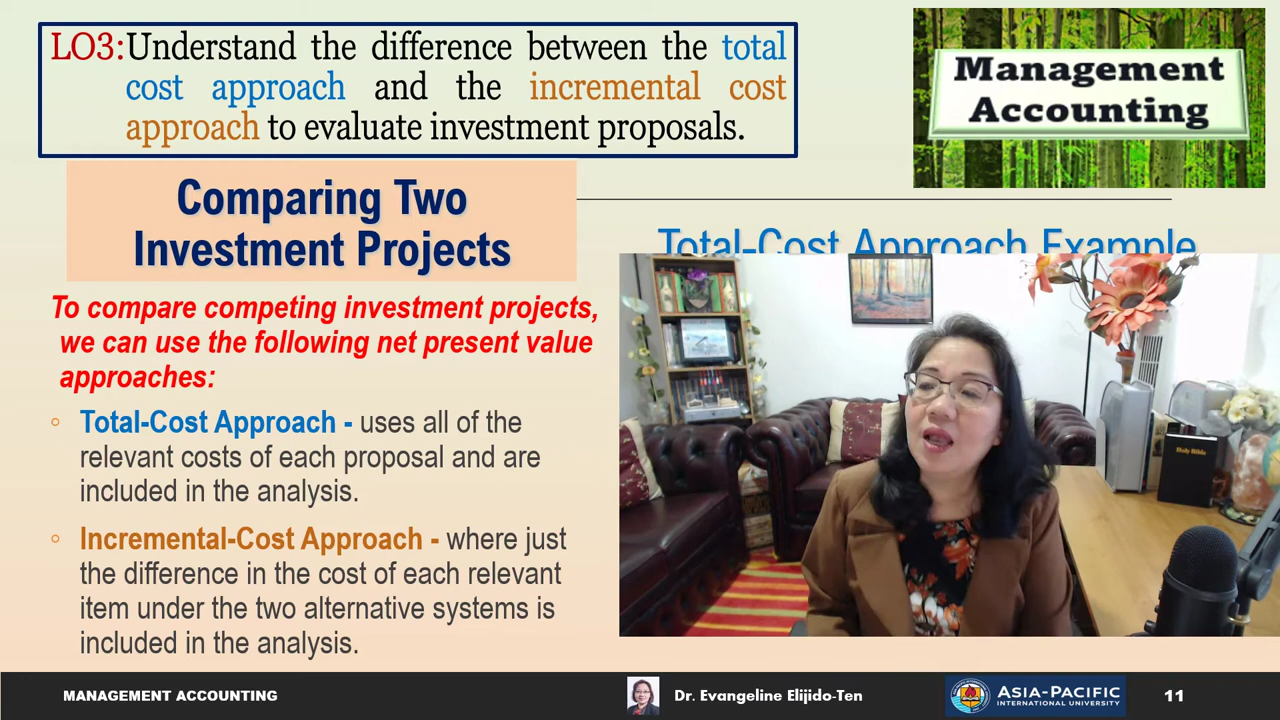 LO3:Understand the difference between the total
cost approach and the incremental cost
approach to evaluate investment proposals.
Management
Accounting
Comparing Two
Investment Projects
Total-Cost Approach Example
To compare competing investment projects,
we can use the following net present value
approaches:
◦ Total-Cost Approach - uses all of the
relevant costs of each proposal and are
included in the analysis.
◦ Incremental-Cost Approach - where just
the difference in the cost of each relevant
item under the two alternative systems is
included in the analysis.
Holy Bible
MANAGEMENT ACCOUNTING
Dr. Evangeline Elijido-Ten
ASIA-PACIFIC
INTERNATIONAL UNIVERSITY
11